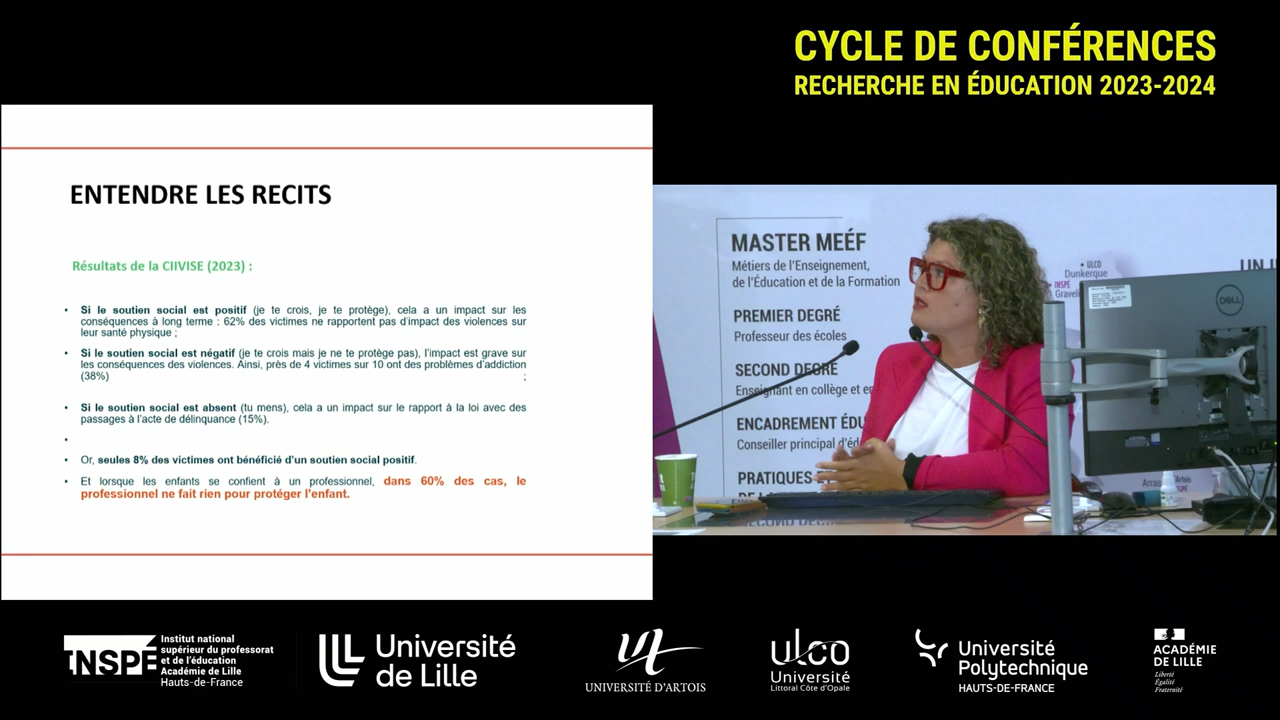 CYCLE DE CONFÉRENCES
RECHERCHE EN ÉDUCATION 2023-2024
ENTENDRE LES RECITS
Résultats de la CIIVISE (2023) :
• Si le soutien social est positif (je te crois, je te protège), cela a un impact sur les
conséquences à long terme : 62% des victimes ne rapportent pas d'impact des violences sur
leur santé physique ;
• Si le soutien social est négatif (je te crois mais je ne te protège pas), l'impact est grave sur
les conséquences des violences. Ainsi, près de 4 victimes sur 10 ont des problèmes d'addiction
(38%) ;
• Si le soutien social est absent (tu mens), cela a un impact sur le rapport à la loi avec des
passages à l'acte de délinquance (15%).
•
• Or, seules 8% des victimes ont bénéficié d'un soutien social positif.
• Et lorsque les enfants se confient à un professionnel, dans 60% des cas, le
professionnel ne fait rien pour protéger l'enfant.
MASTER MEÉF
Métiers de l'Enseignement,
de l'Éducation et de la Formation
PREMIER DEGRÉ
Professeur des écoles
SECOND DEGRÉ
Enseignant en collège et
ENCADREMENT
Conseiller principal
PRATIQUES
• ULCO
Dunkerque
INSPÉ
DELL
Artois
INSPÉ
Institut national
supérieur du professorat
et de l'éducation
Académie de Lille
Hauts-de-France
Université
de Lille
UNIVERSITÉ D'ARTOIS
ulco
Université
Littoral Côte d'Opale
Université
Polytechnique
HAUTS-DE-FRANCE
ACADÉMIE
DE LILLE
Liberté
Égalité
Fraternité